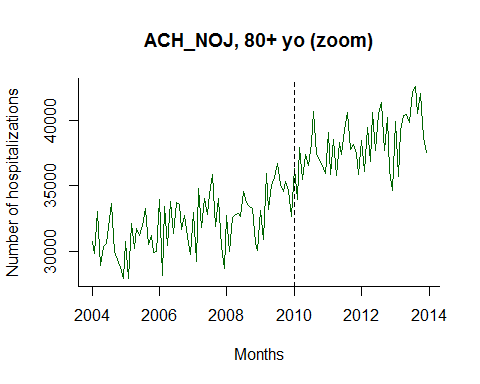 ACH_NOJ, 80+ yo (zoom)
Number of hospitalizations
40000
35000
30000
2004 2006 2008 2010 2012 2014
Months